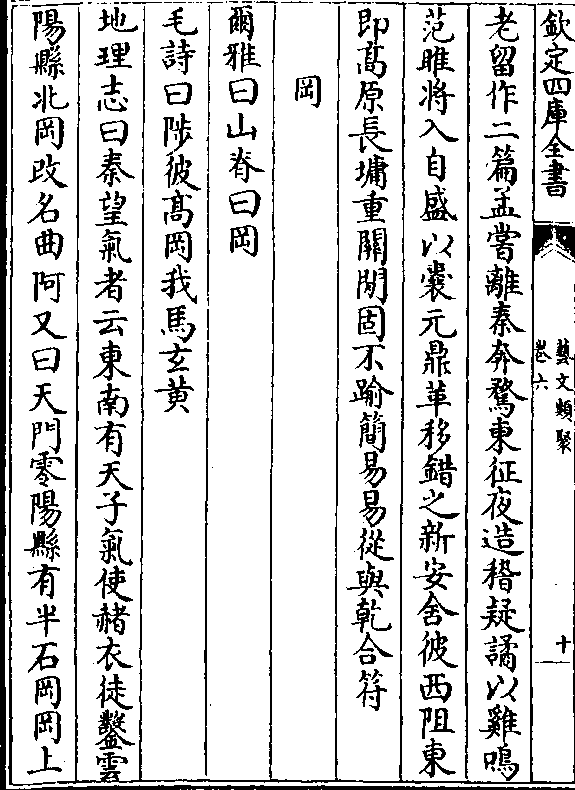 欽定四庫全書
藝文類聚
卷六
十
老留作二篇孟嘗離秦奔騖東征夜造稽疑譎以雞鳴
范雎將入自盛以囊元鼎革移錯之新安舍彼西阻東
即髙原長墉重關閉固不踰簡易易從與乾合符
岡
爾雅曰山脊曰岡
毛詩曰陟彼髙岡我馬玄黄
地理志曰秦望氣者云東南有天子氣使赭衣徒鑿雲
陽縣北岡改名曲阿又曰天門零陽縣有半石岡岡上